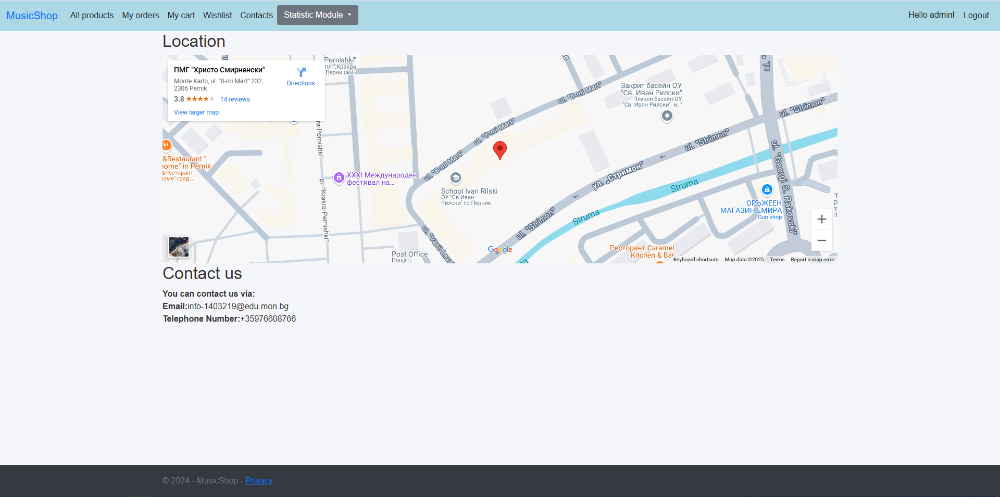 MusicShop All products My orders My cart Wishlist Contacts Statistic Module Hello admin! Logout
Location
ПМГ "Христо Смирненски"
Monte Karlo, ul. "8-mi Mart" 232,
2306 Pernik
3.8 14 reviews
View larger map
Directions
Pernishki"
пл. „Кракра
Пернишки"
ul. "8-mi Mart"
Закрит басейн ОУ
"Св. Иван Рилски"
Плувен басейн-ОУ
"Св. Иван Рилски" и..."
ul.
ul. "Strimon"
ul. "8-mi Mart"
ul. "Strimon"
ra Pernishki"
&Restaurant "
home" in Pernik
&Ресторант
оме" град..."
ul. "8-mi Mart"
XXXI Международен
фестивал на...
School Ivan Rilski
ОУ "Св Иван
Рилски" гр.Перник
ул. „Стримон"
Struma
ul. "Georgi S. Rakovski"
ОРЪЖЕЕН
МАГАЗИН ЕМИРА
Gun shop
pl. "Krakra Pernishki"
Struma
ul. "Strimon"
ul. "Vasil Leve
Post Office
Поща
Google
Ресторант Caramel
Kitchen & Bar
Keyboard shortcuts Map data ©2025 Terms Report a map error
Contact us
You can contact us via:
Email:info-1403219@edu.mon.bg
Telephone Number:+35976608766
© 2024 - MusicShop - Privacy